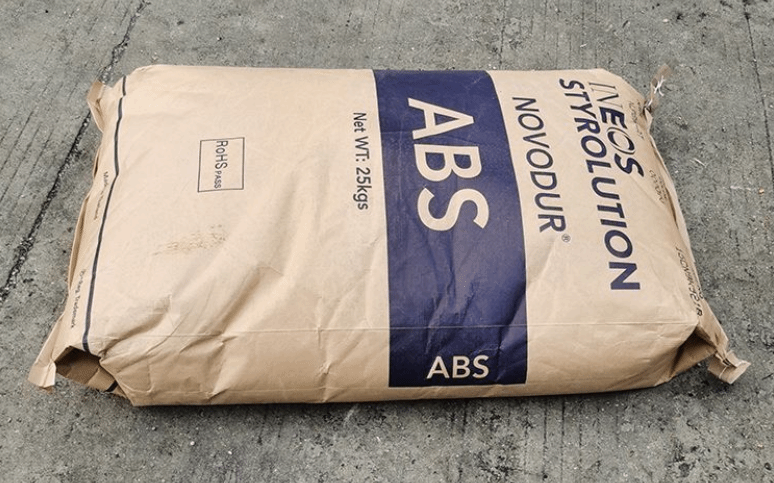 INEOS
STYROLUTION
NOVODUR®
ABS
Net WT: 25kgs
RoHS PASS
ABS